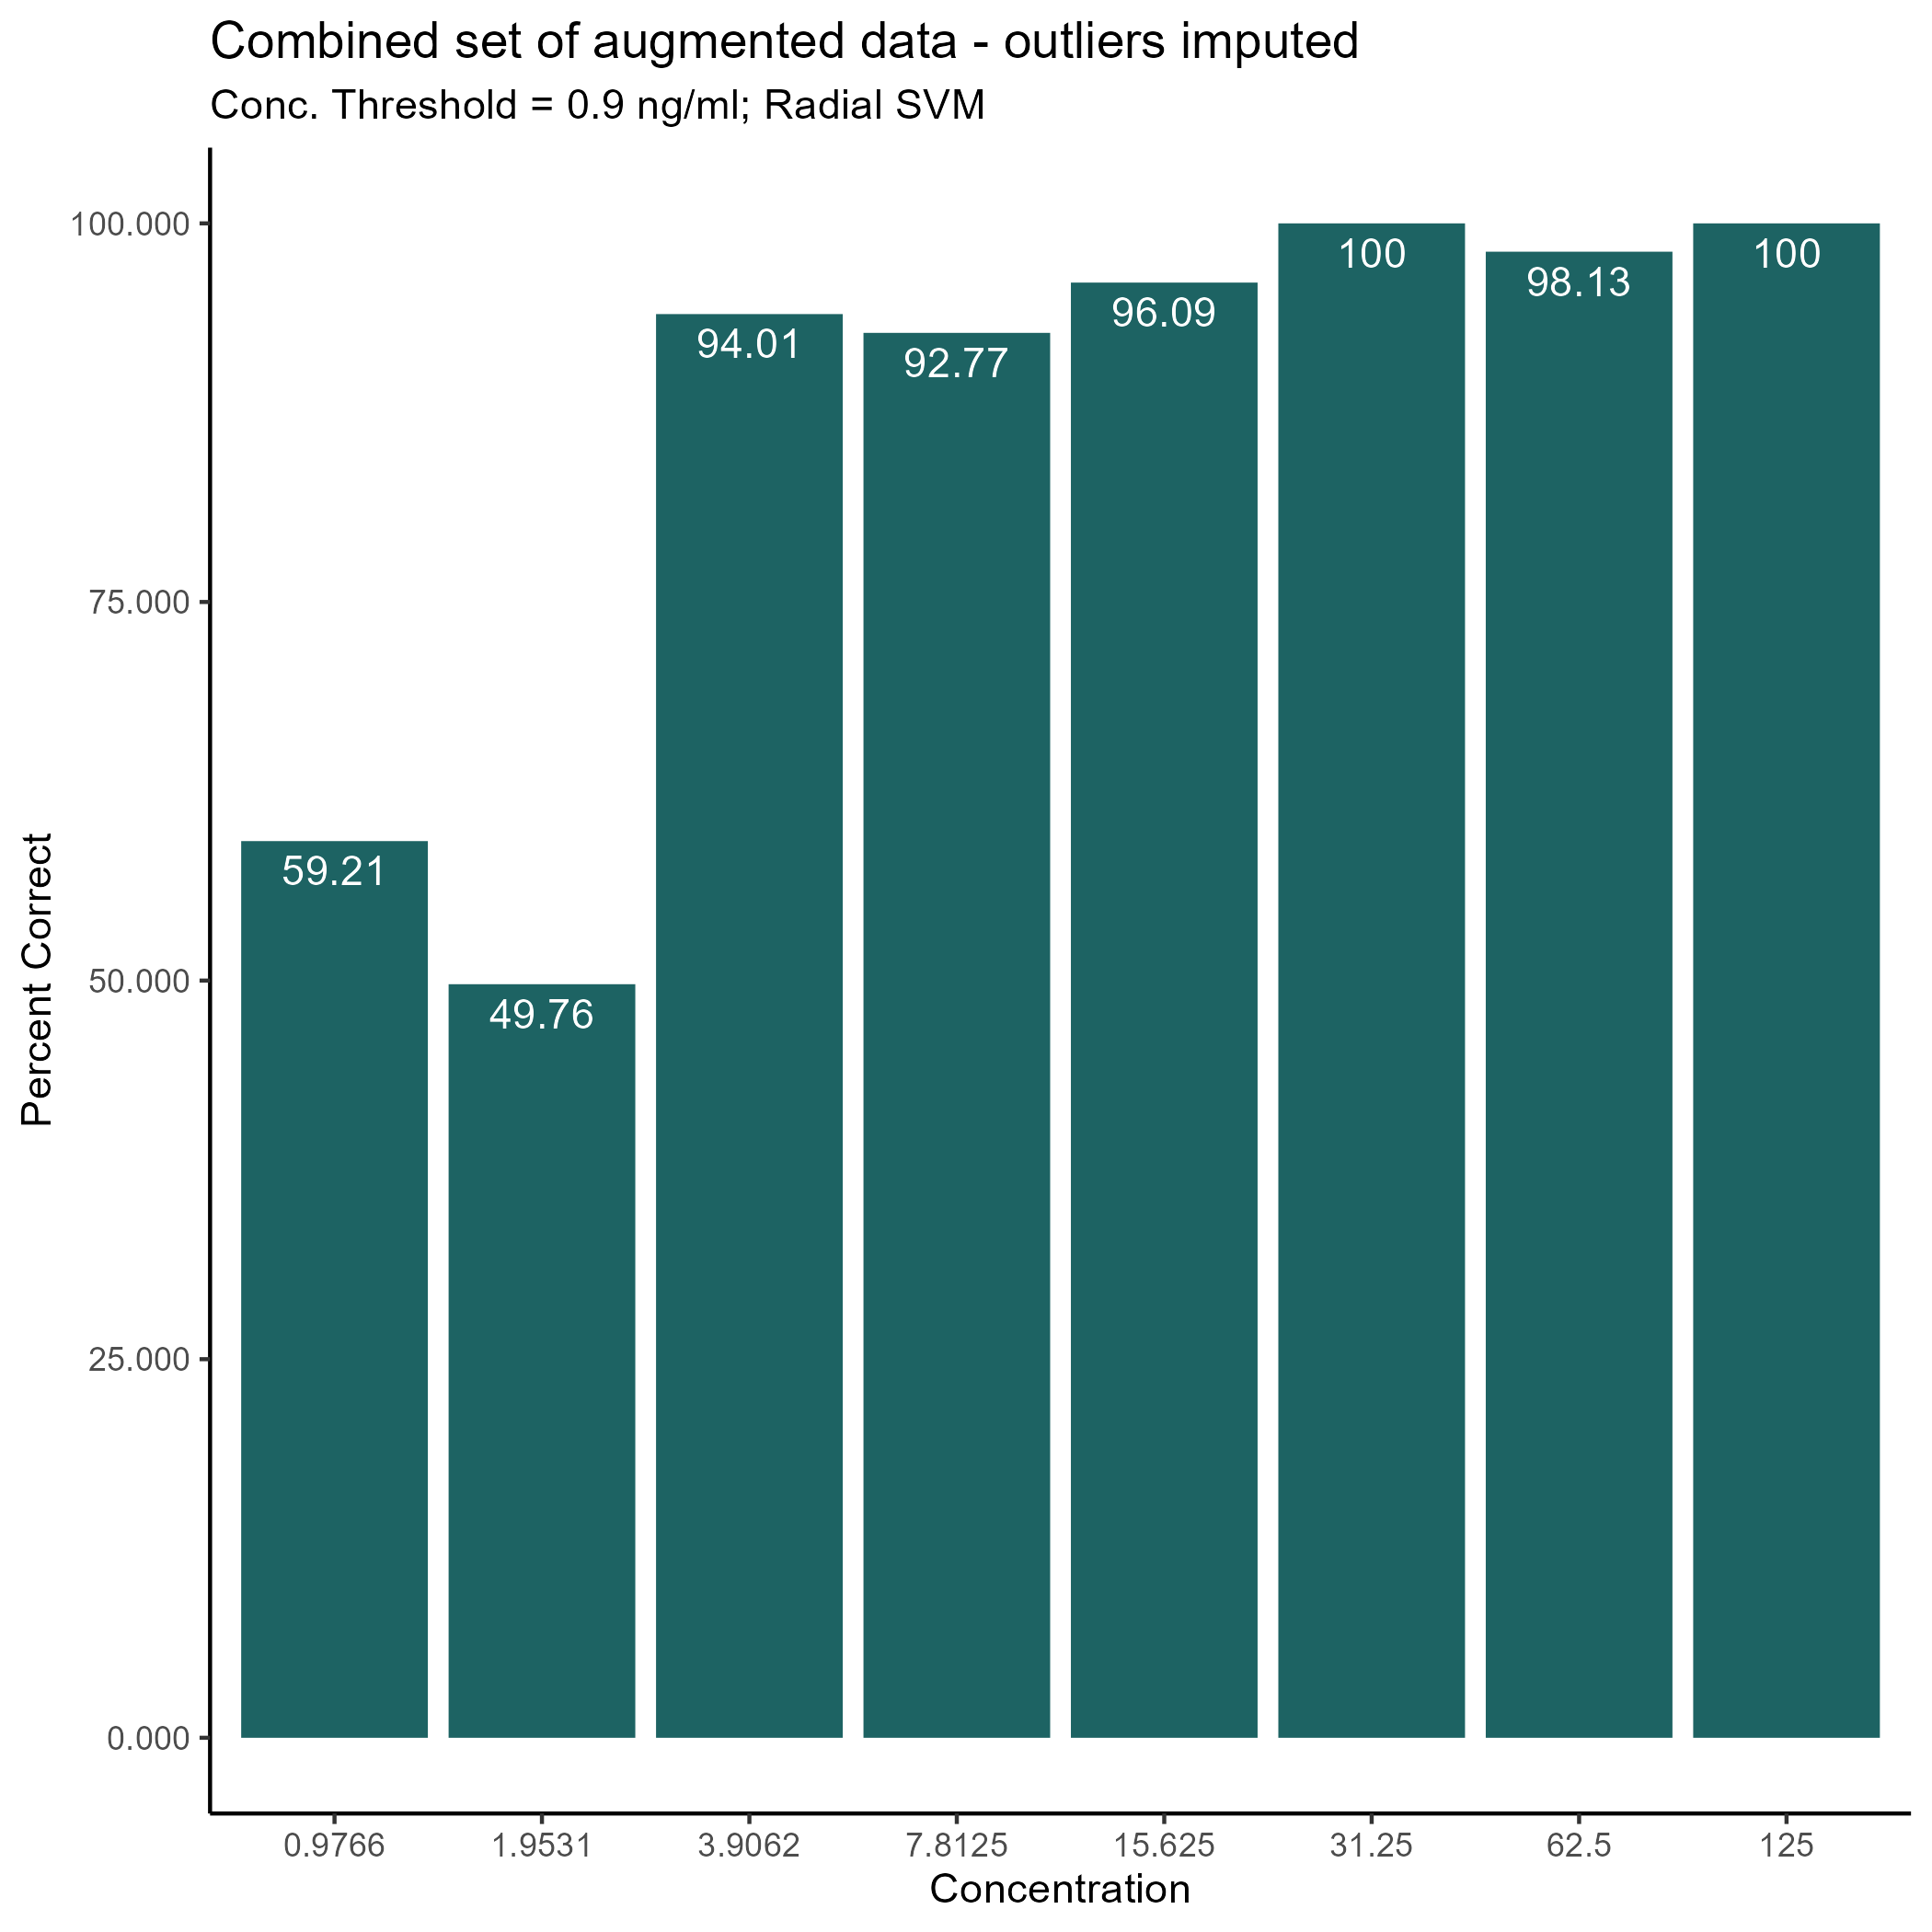 Combined set of augmented data - outliers imputed
Conc. Threshold = 0.9 ng/ml; Radial SVM
Percent Correct
100.000
75.000
50.000
25.000
0.000
59.21
49.76
94.01
92.77
96.09
100
98.13
100
0.9766 1.9531 3.9062 7.8125 15.625 31.25 62.5 125
Concentration